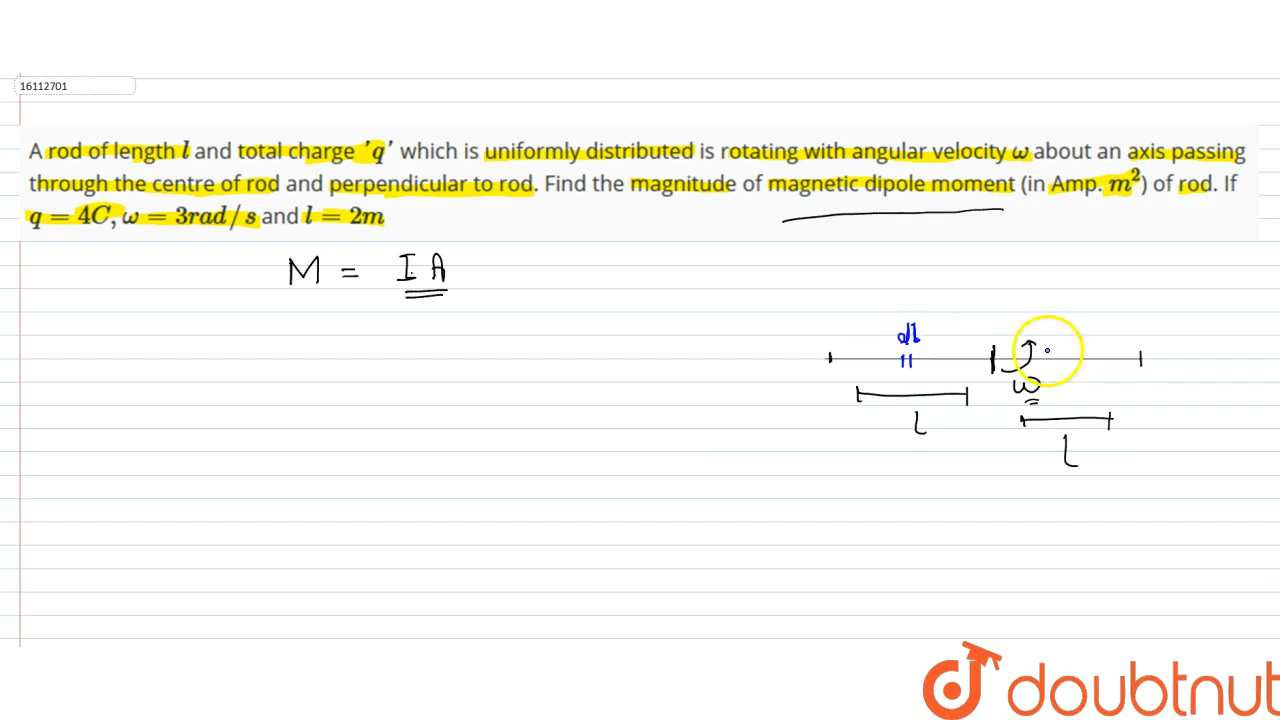 16112701
A rod of length l and total charge 'q' which is uniformly distributed is rotating with angular velocity ω about an axis passing
through the centre of rod and perpendicular to rod. Find the magnitude of magnetic dipole moment (in Amp. m²) of rod. If
q = 4C, ω = 3rad/s and l = 2m
M = I A
dl
ω
l
l
doubtnut